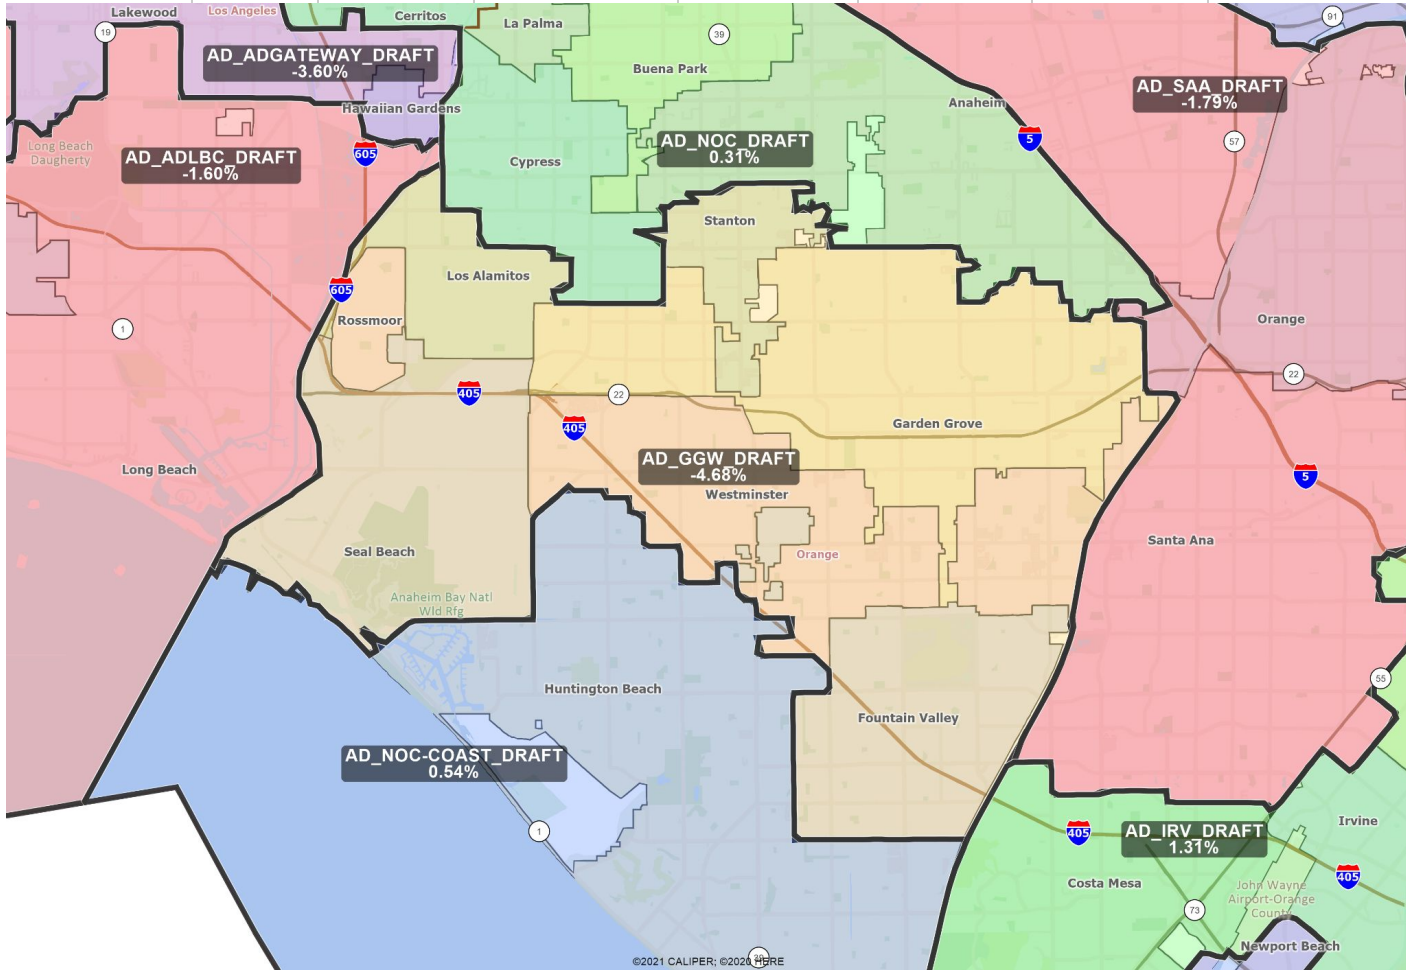 Lakewood
Los Angeles
Cerritos
La Palma
91
19
39
AD_ADGATEWAY_DRAFT
-3.60%
Buena Park
AD_SAA_DRAFT
-1.79%
Hawaiian Gardens
Anaheim
5
57
Long Beach
Daugherty
AD_ADLBC_DRAFT
-1.60%
605
Cypress
AD_NOC_DRAFT
0.31%
Stanton
Los Alamitos
605
Rossmoor
1
Orange
22
405
22
405
Garden Grove
Long Beach
AD_GGW_DRAFT
-4.68%
Westminster
5
Seal Beach
Orange
Santa Ana
Anaheim Bay Natl
Wld Rfg
Huntington Beach
55
Fountain Valley
AD_NOC-COAST_DRAFT
0.54%
1
405
AD_IRV_DRAFT
1.31%
Irvine
Costa Mesa
405
John Wayne
Airport-Orange
County
73
Newport Beach
39
©2021 CALIPER; ©2020 HERE